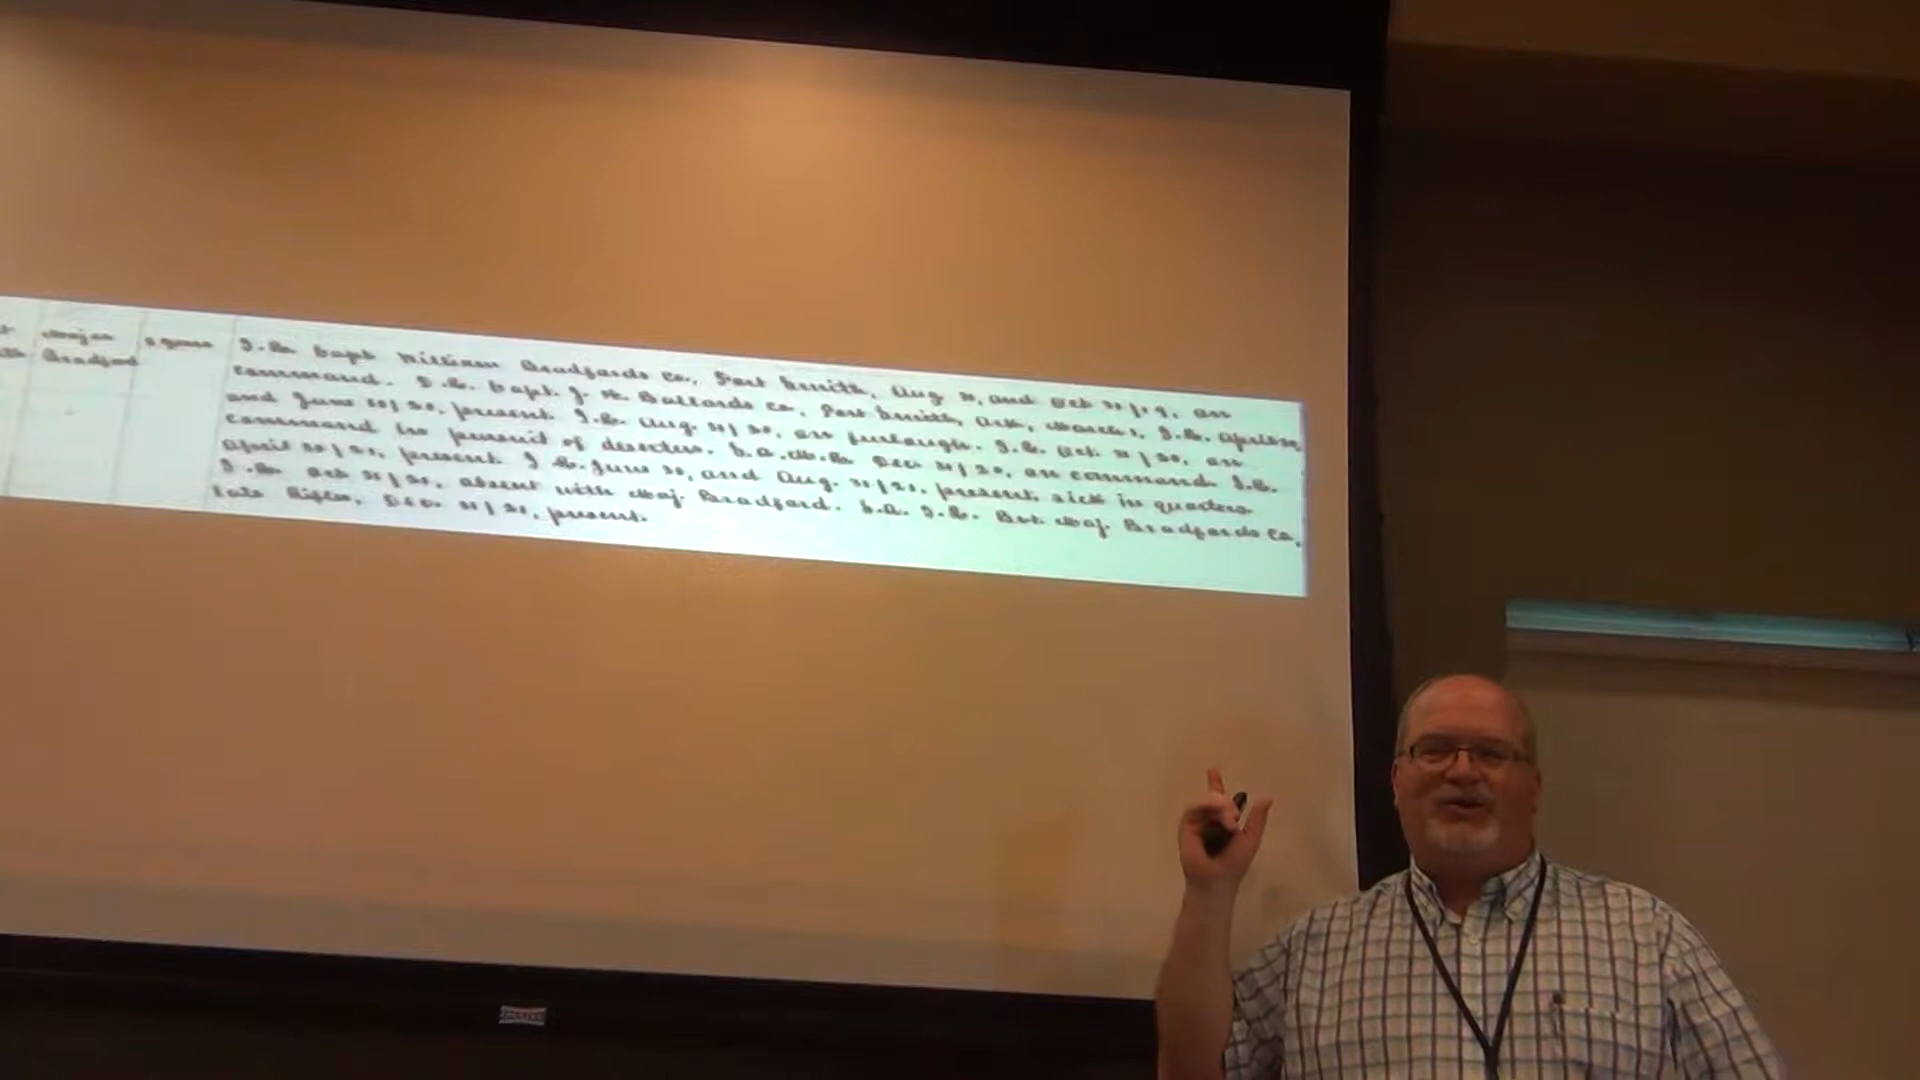 Major
Bradford
5 years
I.R. Capt William Bradfords Co., Fort Smith, Aug 31, and Oct 31/19, on
command. I.R. Capt. J. H. Ballards Co., Fort Smith, Ark., I.R. April 30,
and June 30/20, present. I.R. Aug. 31/20, on furlough. I.R. Oct. 31/20, on
command in pursuit of deserters. Dec 31/20, on command. I.R.
April 30/21, present. I.R. June 30, and Aug. 31/21, present, sick in quarters
I.R. Oct 31/21, absent with Maj. Bradford. S.A. I.R. Bvt. Maj. Bradfords Co.
late Rifles, Dec. 31/21, present.